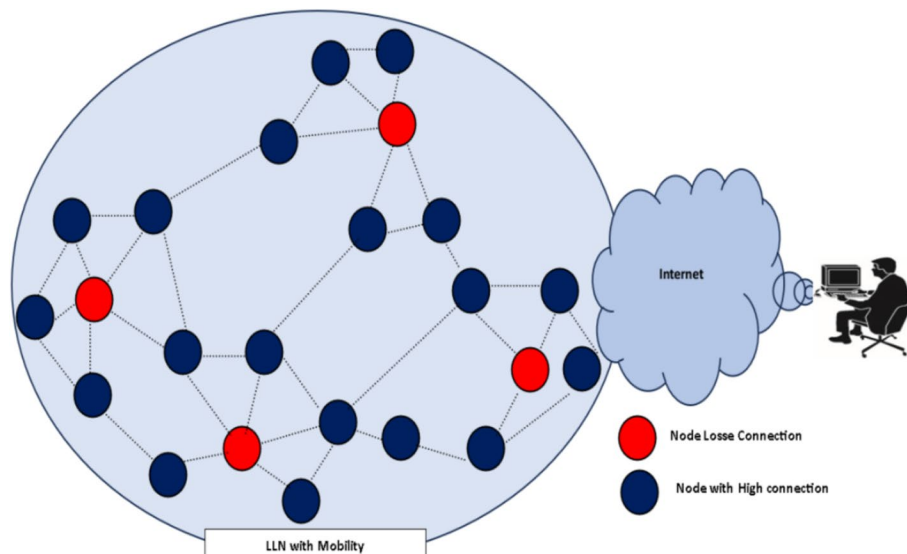 Internet
Node Losse Connection
Node with High connection
LLN with Mobility